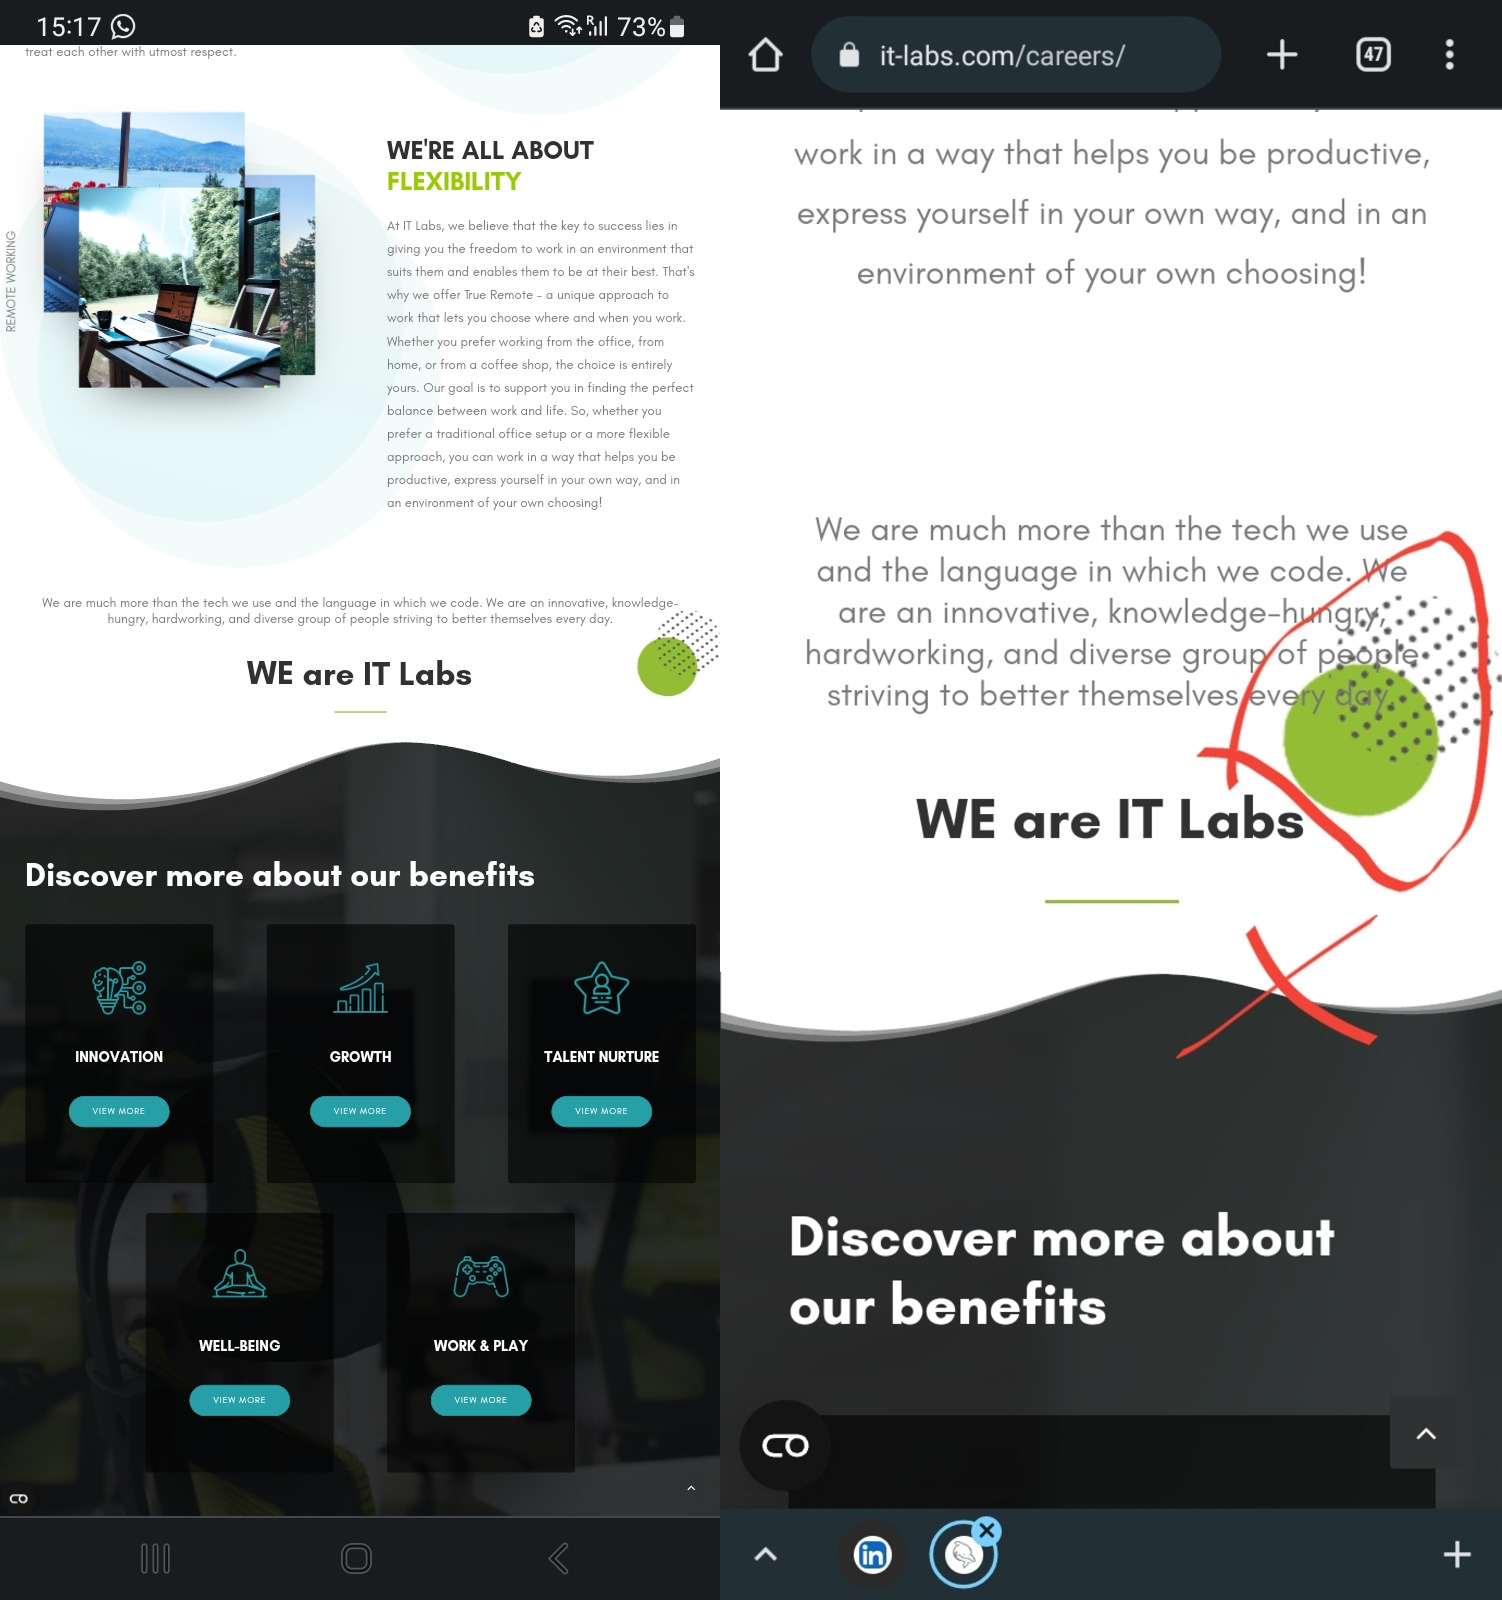 15:17
R
73%
treat each other with utmost respect.
REMOTE WORKING
WE'RE ALL ABOUT
FLEXIBILITY
At IT Labs, we believe that the key to success lies in
giving you the freedom to work in an environment that
suits them and enables them to be at their best. That's
why we offer True Remote - a unique approach to
work that lets you choose where and when you work.
Whether you prefer working from the office, from
home, or from a coffee shop, the choice is entirely
yours. Our goal is to support you in finding the perfect
balance between work and life. So, whether you
prefer a traditional office setup or a more flexible
approach, you can work in a way that helps you be
productive, express yourself in your own way, and in
an environment of your own choosing!
We are much more than the tech we use and the language in which we code. We are an innovative, knowledge-
hungry, hardworking, and diverse group of people striving to better themselves every day.
WE are IT Labs
Discover more about our benefits
INNOVATION
VIEW MORE
GROWTH
VIEW MORE
TALENT NURTURE
VIEW MORE
WELL-BEING
VIEW MORE
WORK & PLAY
VIEW MORE
it-labs.com/careers/
47
work in a way that helps you be productive,
express yourself in your own way, and in an
environment of your own choosing!
We are much more than the tech we use
and the language in which we code. We
are an innovative, knowledge-hungry,
hardworking, and diverse group of people
striving to better themselves every day.
WE are IT Labs
Discover more about
our benefits
in